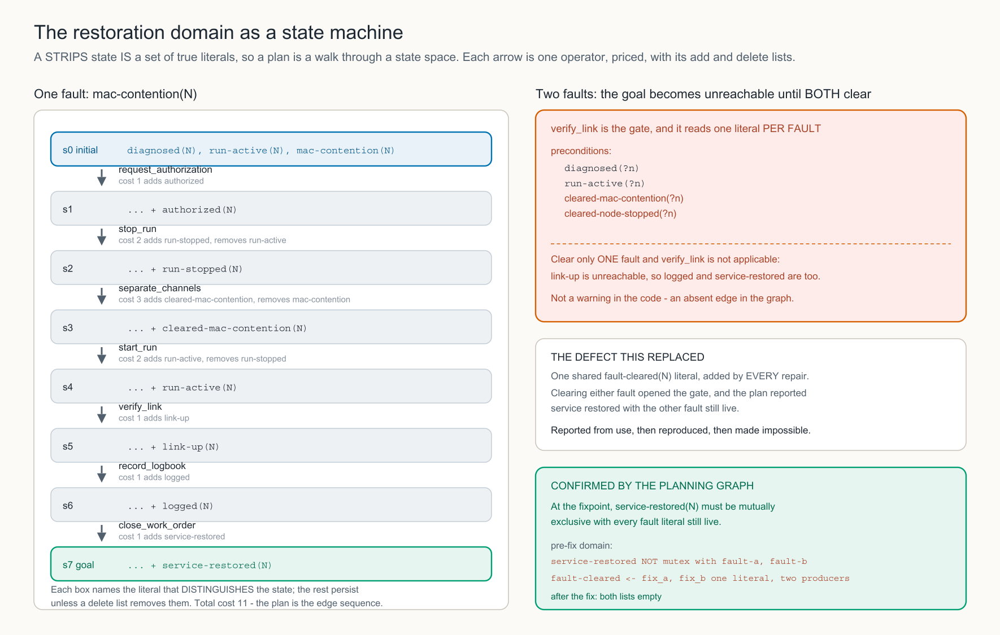 The restoration domain as a state machine
A STRIPS state IS a set of true literals, so a plan is a walk through a state space. Each arrow is one operator, priced, with its add and delete lists.
One fault: mac-contention(N)
s0 initial diagnosed(N), run-active(N), mac-contention(N)
request_authorization
cost 1 adds authorized
s1 ... + authorized(N)
stop_run
cost 2 adds run-stopped, removes run-active
s2 ... + run-stopped(N)
separate_channels
cost 3 adds cleared-mac-contention, removes mac-contention
s3 ... + cleared-mac-contention(N)
start_run
cost 2 adds run-active, removes run-stopped
s4 ... + run-active(N)
verify_link
cost 1 adds link-up
s5 ... + link-up(N)
record_logbook
cost 1 adds logged
s6 ... + logged(N)
close_work_order
cost 1 adds service-restored
s7 goal ... + service-restored(N)
Each box names the literal that DISTINGUISHES the state; the rest persist
unless a delete list removes them. Total cost 11 - the plan is the edge sequence.
Two faults: the goal becomes unreachable until BOTH clear
verify_link is the gate, and it reads one literal PER FAULT
preconditions:
diagnosed(?n)
run-active(?n)
cleared-mac-contention(?n)
cleared-node-stopped(?n)
Clear only ONE fault and verify_link is not applicable:
link-up is unreachable, so logged and service-restored are too.
Not a warning in the code - an absent edge in the graph.
THE DEFECT THIS REPLACED
One shared fault-cleared(N) literal, added by EVERY repair.
Clearing either fault opened the gate, and the plan reported
service restored with the other fault still live.
Reported from use, then reproduced, then made impossible.
CONFIRMED BY THE PLANNING GRAPH
At the fixpoint, service-restored(N) must be mutually
exclusive with every fault literal still live.
pre-fix domain:
service-restored NOT mutex with fault-a, fault-b
fault-cleared <- fix_a, fix_b one literal, two producers
after the fix: both lists empty